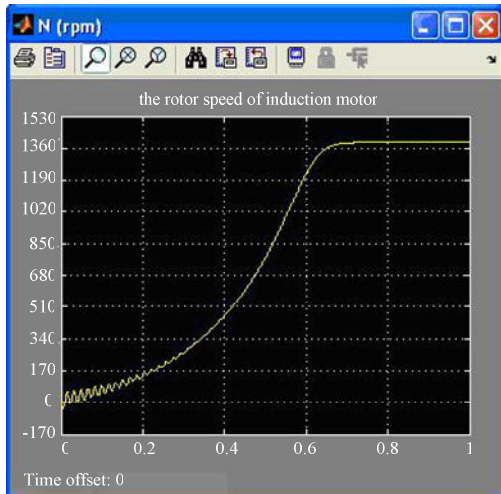 N (rpm)
the rotor speed of induction motor
1530
1360
1190
1020
850
680
510
340
170
0
-170
0 0.2 0.4 0.6 0.8 1
Time offset: 0